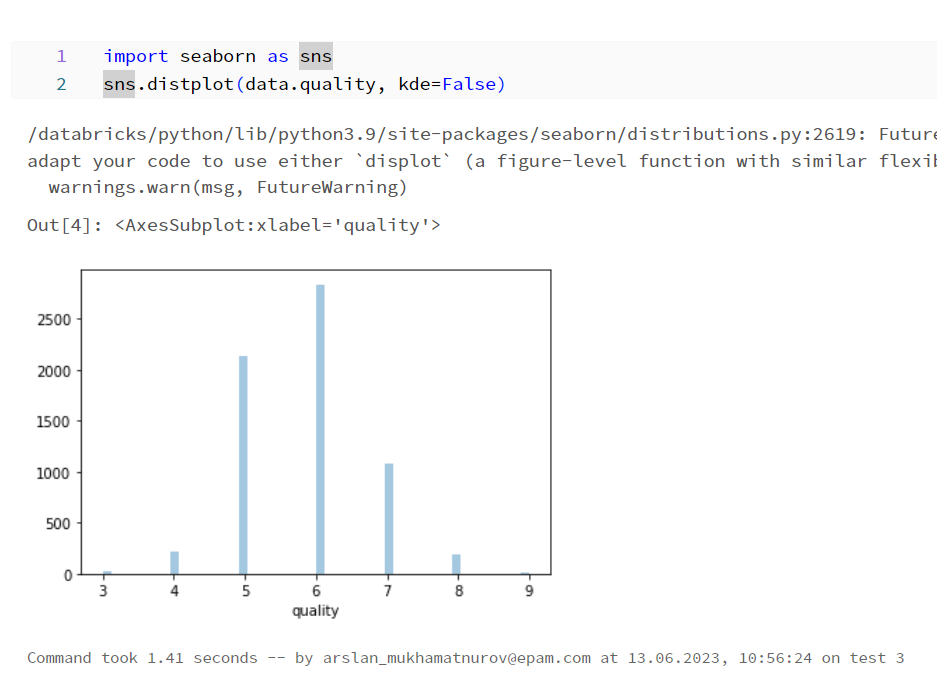 1 import seaborn as sns
2 sns.distplot(data.quality, kde=False)
/databricks/python/lib/python3.9/site-packages/seaborn/distributions.py:2619: Future
adapt your code to use either `displot` (a figure-level function with similar flexib
warnings.warn(msg, FutureWarning)
Out[4]: <AxesSubplot:xlabel='quality'>
2500
2000
1500
1000
500
0
3 4 5 6 7 8 9
quality
Command took 1.41 seconds -- by arslan_mukhamatnurov@epam.com at 13.06.2023, 10:56:24 on test 3